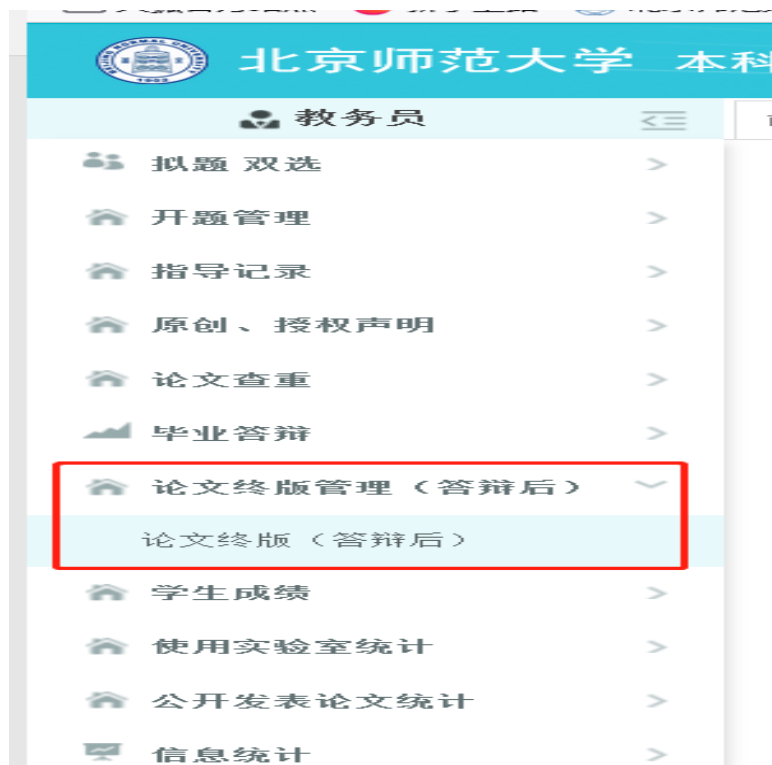 北京师范大学 本科
教务员
拟题 双选
开题管理
指导记录
原创、授权声明
论文查重
毕业答辩
论文终版管理（答辩后）
论文终版（答辩后）
学生成绩
使用实验室统计
公开发表论文统计
信息统计